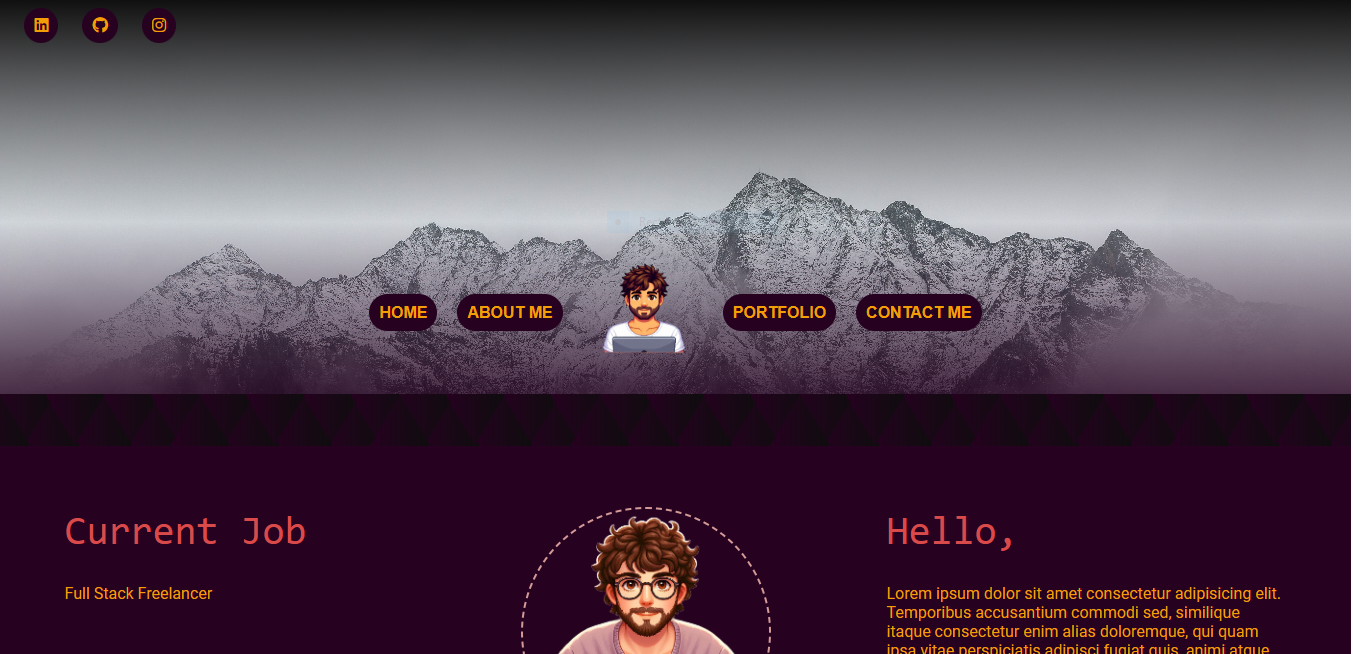 HOME
ABOUT ME
PORTFOLIO
CONTACT ME
Current Job
Full Stack Freelancer
Hello,
Lorem ipsum dolor sit amet consectetur adipisicing elit.
Temporibus accusantium commodi sed, similique
itaque consectetur enim alias doloremque, qui quam
ipsa vitae perspiciatis adipisci fugiat quis, animi atque